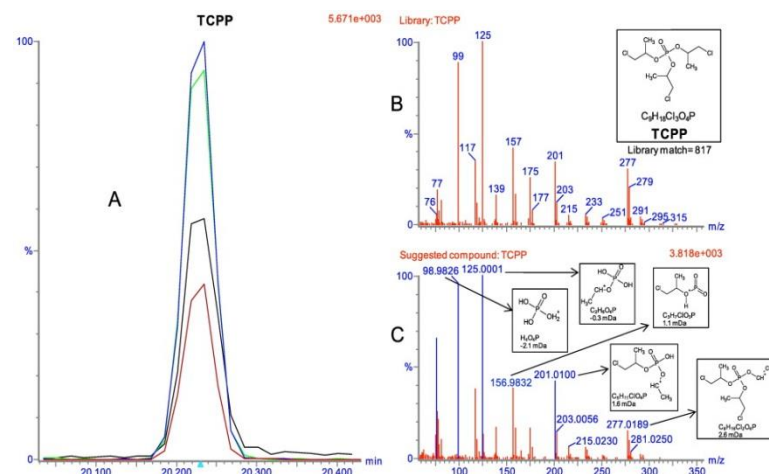 TCPP
5.671e+003
100
%
0
A
20.100
20.200
20.300
20.400
min
Library: TCPP
100
%
0
B
125
99
157
117
201
77
76
139
175
177
203
215
233
251
277
279
291
295
315
m/z
C₉H₁₈Cl₃O₄P
TCPP
Library match= 817
Suggested compound: TCPP
3.818e+003
100
%
0
C
98.9826
125.0001
H₄O₄P
-2.1 mDa
C₂H₆O₄P
-0.3 mDa
C₃H₇ClO₃P
1.1 mDa
156.9832
201.0100
1.6 mDa
203.0056
215.0230
277.0189
281.0250
2.6 mDa
100
150
200
250
300
350
m/z